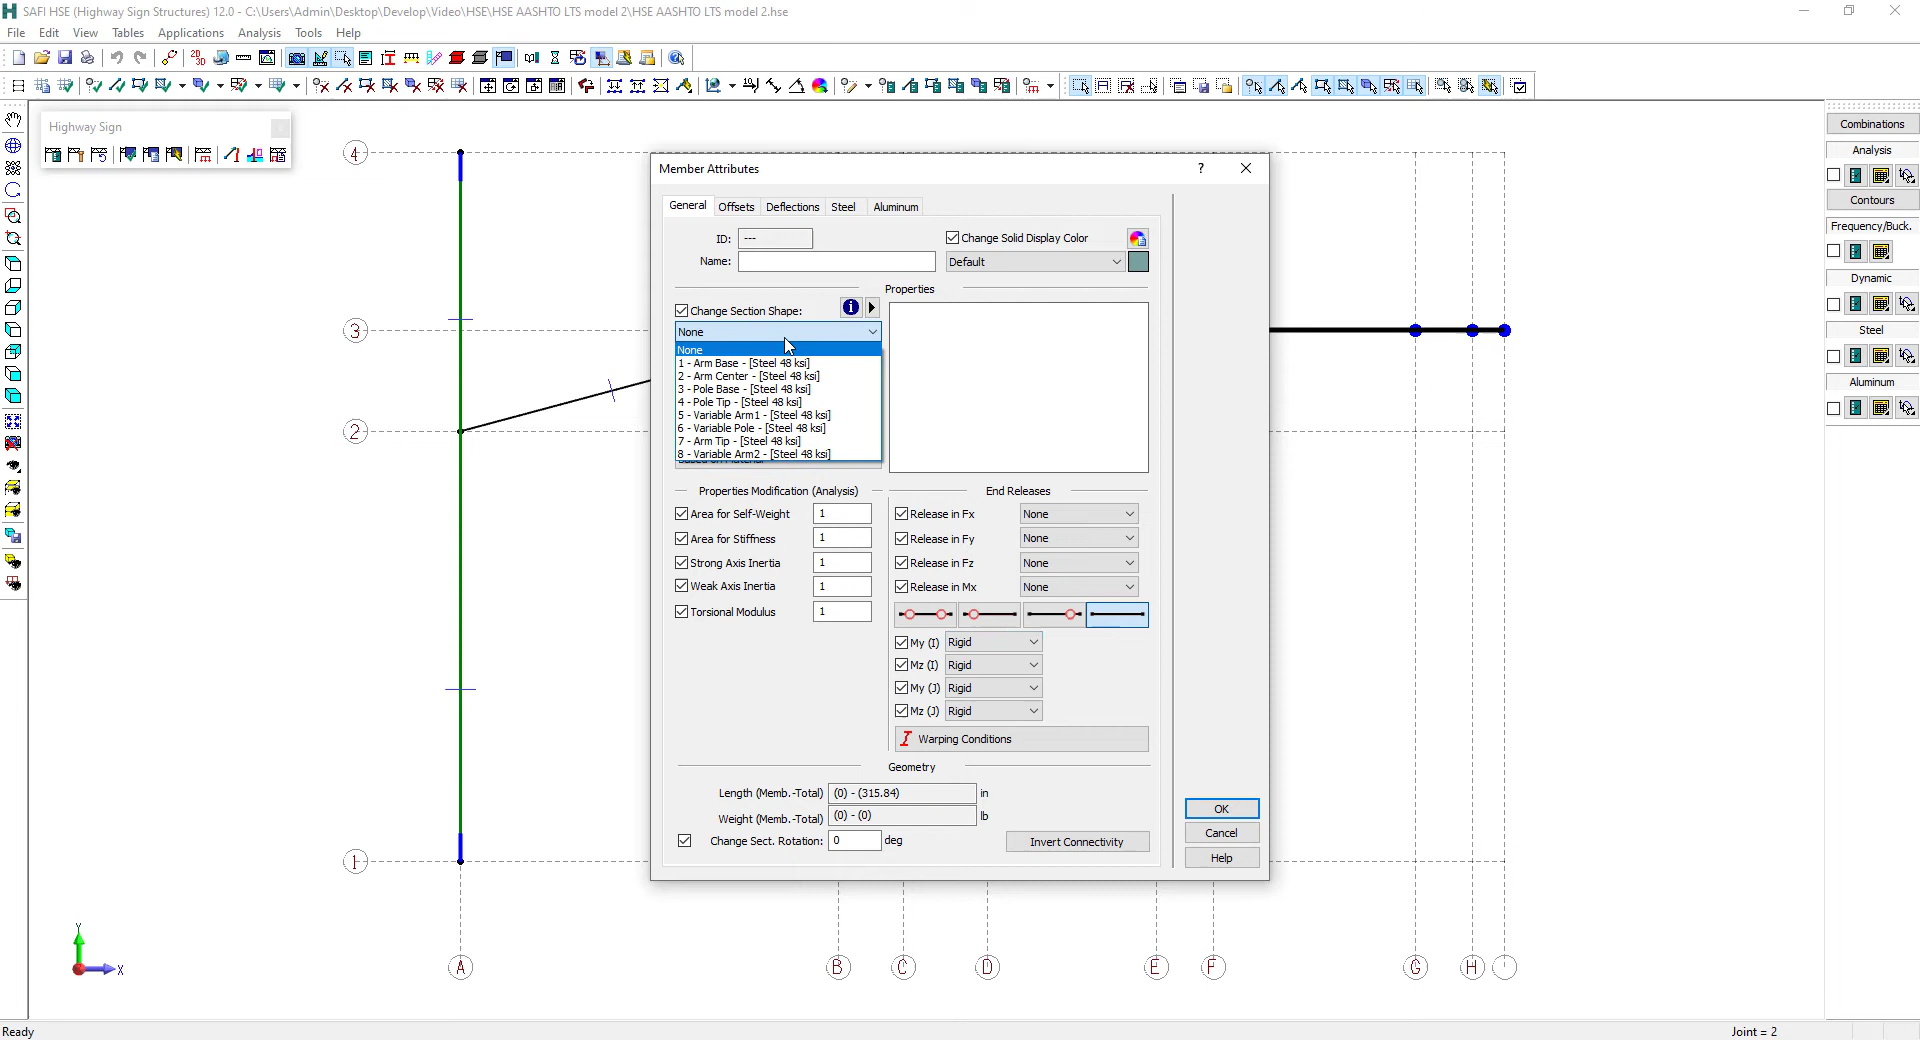 SAFI HSE (Highway Sign Structures) 12.0 - C:\Users\Admin\Desktop\Develop\Video\HSE\HSE AASHTO LTS model 2\HSE AASHTO LTS model 2.hse
File Edit View Tables Applications Analysis Tools Help
Highway Sign
4
3
2
1
A B C D E F G H
Y
X
Member Attributes
General Offsets Deflections Steel Aluminum
ID: ---
Change Solid Display Color
Name:
Default
Properties
Change Section Shape:
None
None
1 - Arm Base - [Steel 48 ksi]
2 - Arm Center - [Steel 48 ksi]
3 - Pole Base - [Steel 48 ksi]
4 - Pole Tip - [Steel 48 ksi]
5 - Variable Arm1 - [Steel 48 ksi]
6 - Variable Pole - [Steel 48 ksi]
7 - Arm Tip - [Steel 48 ksi]
8 - Variable Arm2 - [Steel 48 ksi]
Properties Modification (Analysis)
End Releases
Area for Self-Weight 1
Release in Fx None
Area for Stiffness 1
Release in Fy None
Strong Axis Inertia 1
Release in Fz None
Weak Axis Inertia 1
Release in Mx None
Torsional Modulus 1
My (I) Rigid
Mz (I) Rigid
My (J) Rigid
Mz (J) Rigid
Warping Conditions
Geometry
Length (Memb.-Total) (0) - (315.84) in
Weight (Memb.-Total) (0) - (0) lb
Change Sect. Rotation: 0 deg
Invert Connectivity
OK
Cancel
Help
Combinations
Analysis
Contours
Frequency/Buck.
Dynamic
Steel
Aluminum
Ready
Joint = 2